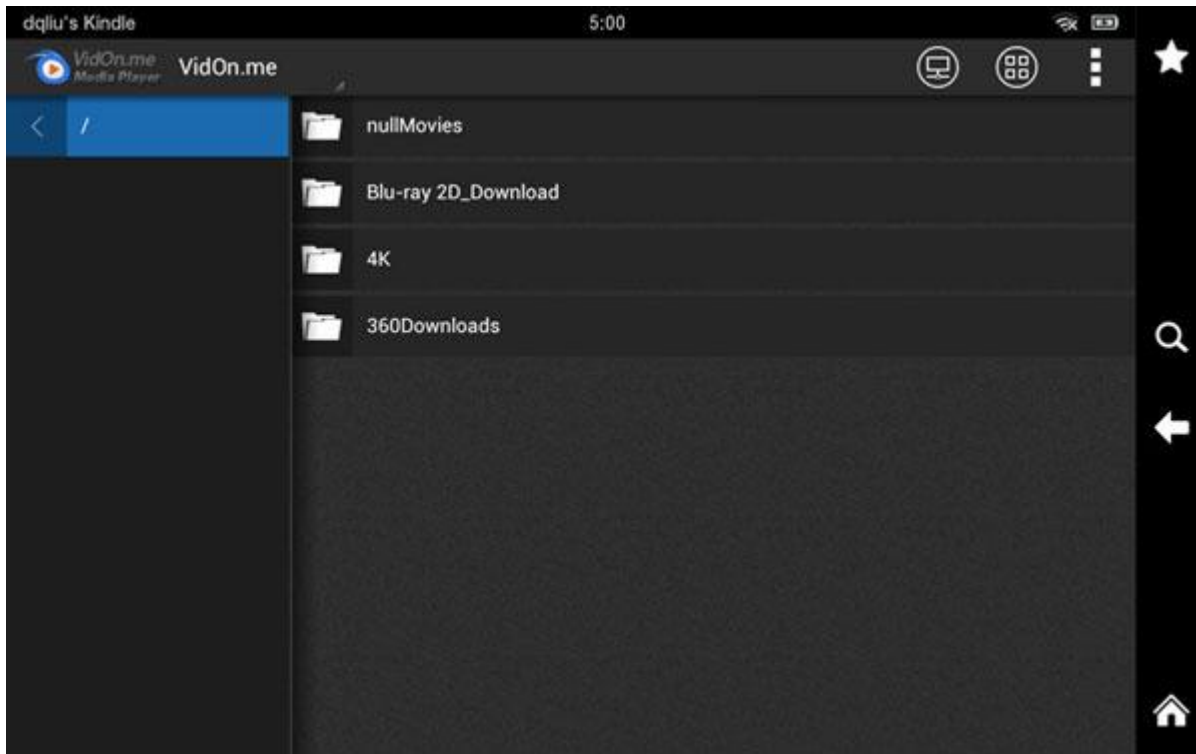 dqliu's Kindle
5:00
VidOn.me
Media Player
VidOn.me
/
nullMovies
Blu-ray 2D_Download
4K
360Downloads